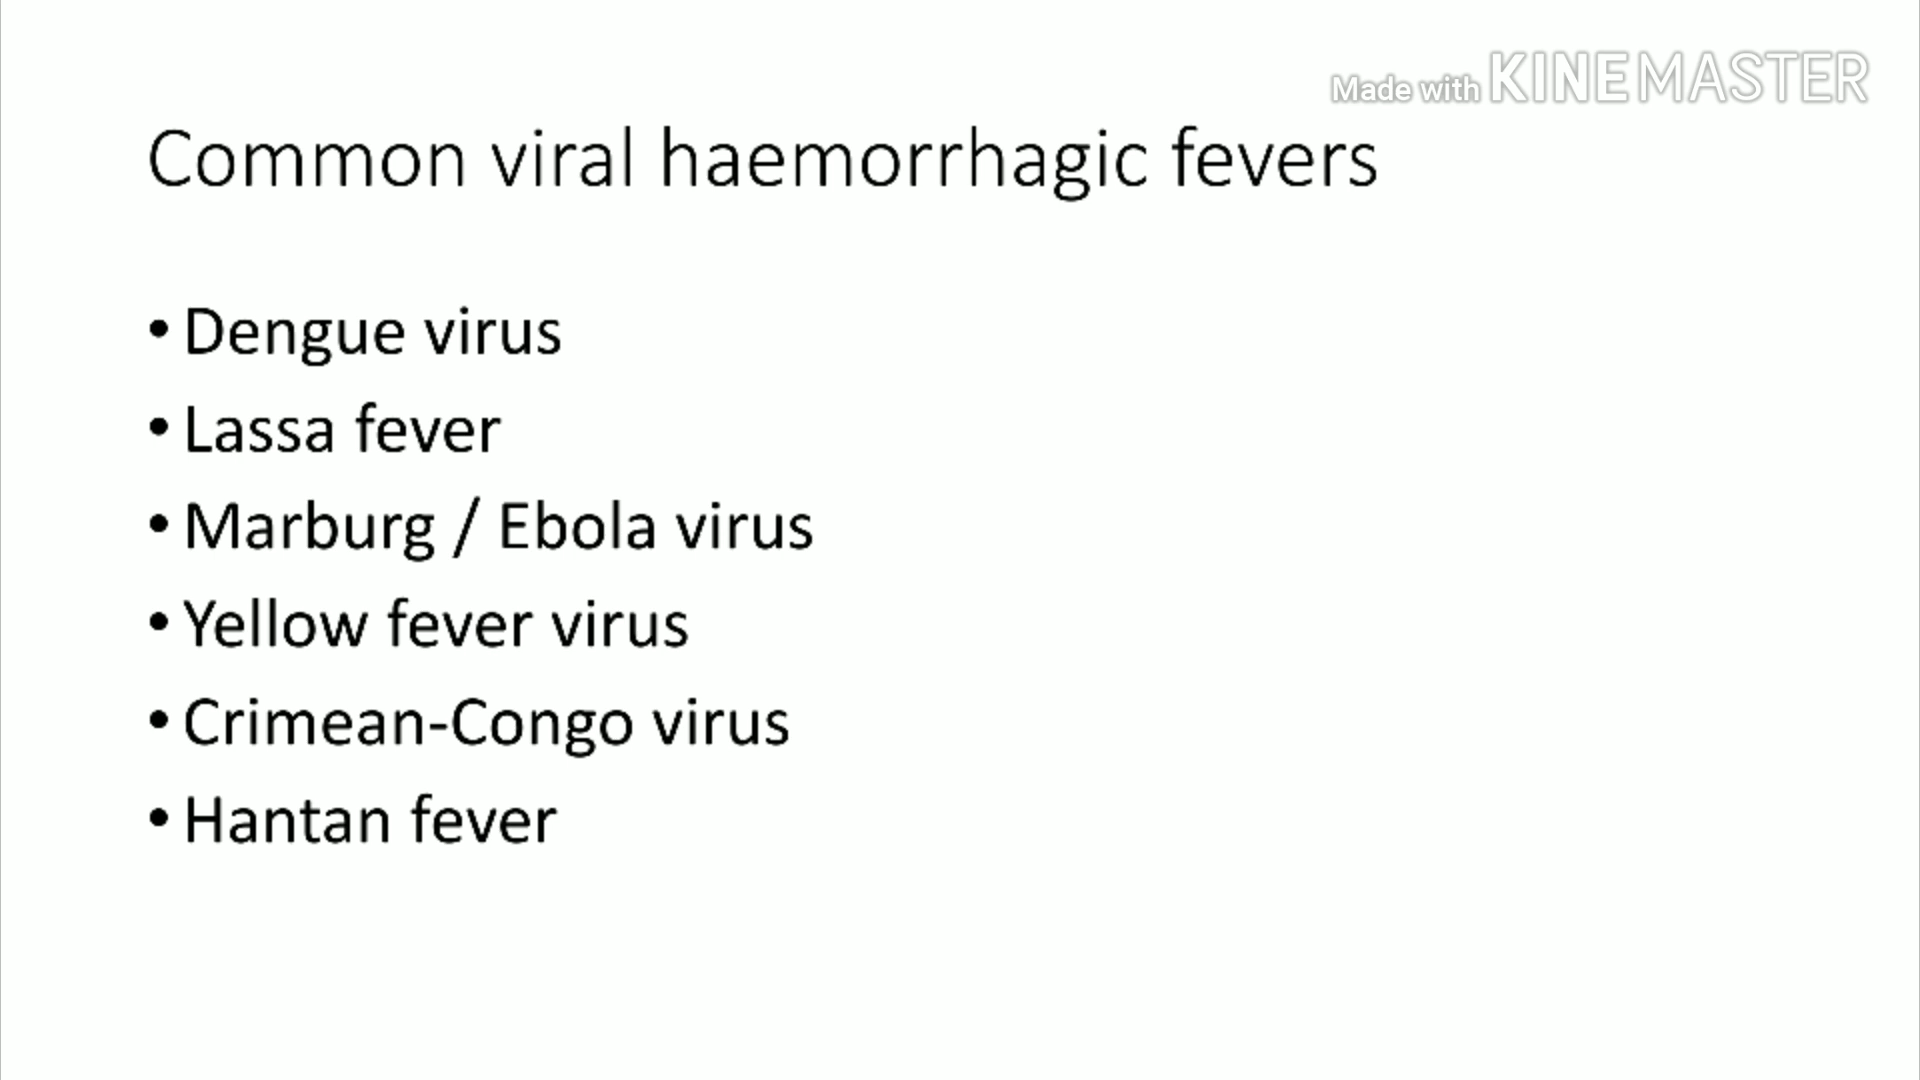 Made with KINEMASTER
Common viral haemorrhagic fevers
• Dengue virus
• Lassa fever
• Marburg / Ebola virus
• Yellow fever virus
• Crimean-Congo virus
• Hantan fever